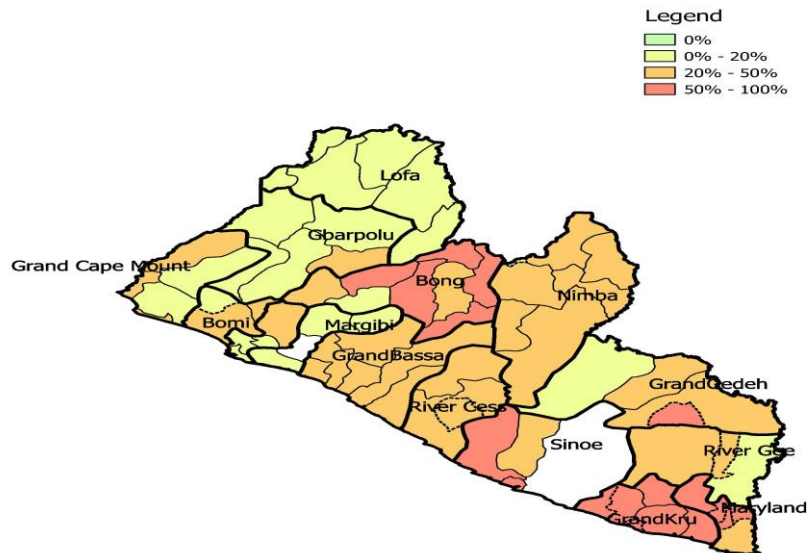 Legend
0%
0% - 20%
20% - 50%
50% - 100%
Lofa
Gbarpolu
Grand Cape Mount
Bong
Nimba
Bomi
Margibi
GrandBassa
GrandGedeh
River Cess
Sinoe
River Gee
Maryland
GrandKru